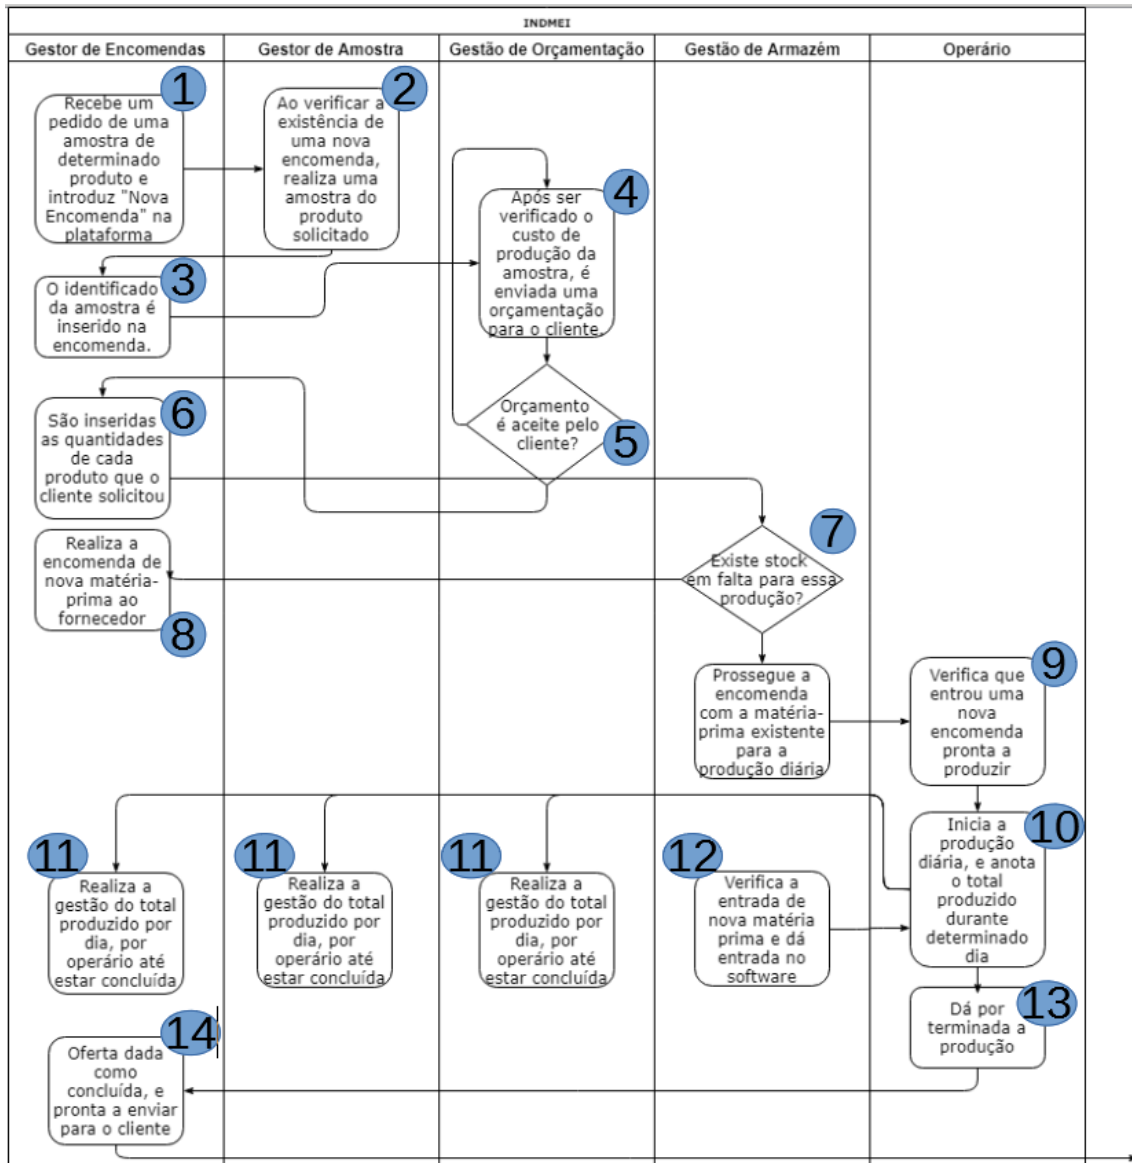 INDMEI
Gestor de Encomendas
Gestor de Amostra
Gestão de Orçamentação
Gestão de Armazém
Operário
1
Recebe um
pedido de uma
amostra de
determinado
produto e
introduz "Nova
Encomenda" na
plataforma
2
Ao verificar a
existência de
uma nova
encomenda,
realiza uma
amostra do
produto
solicitado
3
O identificado
da amostra é
inserido na
encomenda.
4
Após ser
verificado o
custo de
produção da
amostra, é
enviada uma
orçamentação
para o cliente.
5
Orçamento
é aceite pelo
cliente?
6
São inseridas
as quantidades
de cada
produto que o
cliente solicitou
7
Existe stock
em falta para essa
produção?
Realiza a
encomenda de
nova matéria-
prima ao
fornecedor
8
Prossegue a
encomenda
com a matéria-
prima existente
para a
produção diária
9
Verifica que
entrou uma
nova
encomenda
pronta a
produzir
10
Inicia a
produção
diária, e anota
o total
produzido
durante
determinado
dia
11
Realiza a
gestão do total
produzido por
dia, por
operário até
estar concluída
11
Realiza a
gestão do total
produzido por
dia, por
operário até
estar concluída
11
Realiza a
gestão do total
produzido por
dia, por
operário até
estar concluída
12
Verifica a
entrada de
nova matéria
prima e dá
entrada no
software
13
Dá por
terminada a
produção
14
Oferta dada
como
concluída, e
pronta a enviar
para o cliente